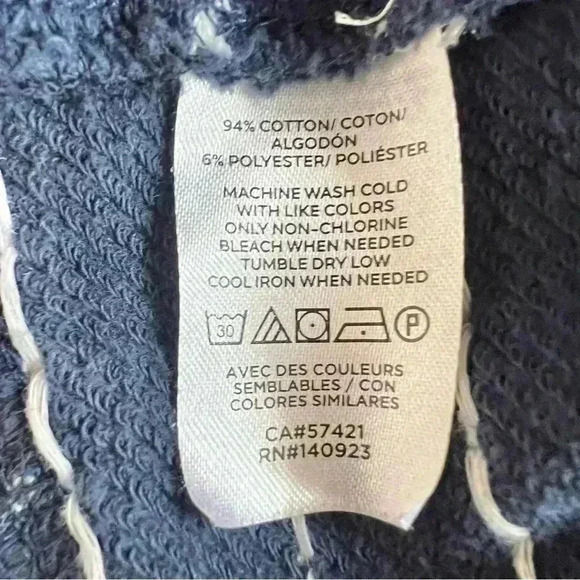 94% COTTON/ COTON/
ALGODÓN
6% POLYESTER/ POLIÉSTER
MACHINE WASH COLD
WITH LIKE COLORS
ONLY NON-CHLORINE
BLEACH WHEN NEEDED
TUMBLE DRY LOW
COOL IRON WHEN NEEDED
30 P
AVEC DES COULEURS
SEMBLABLES / CON
COLORES SIMILARES
CA#57421
RN#140923